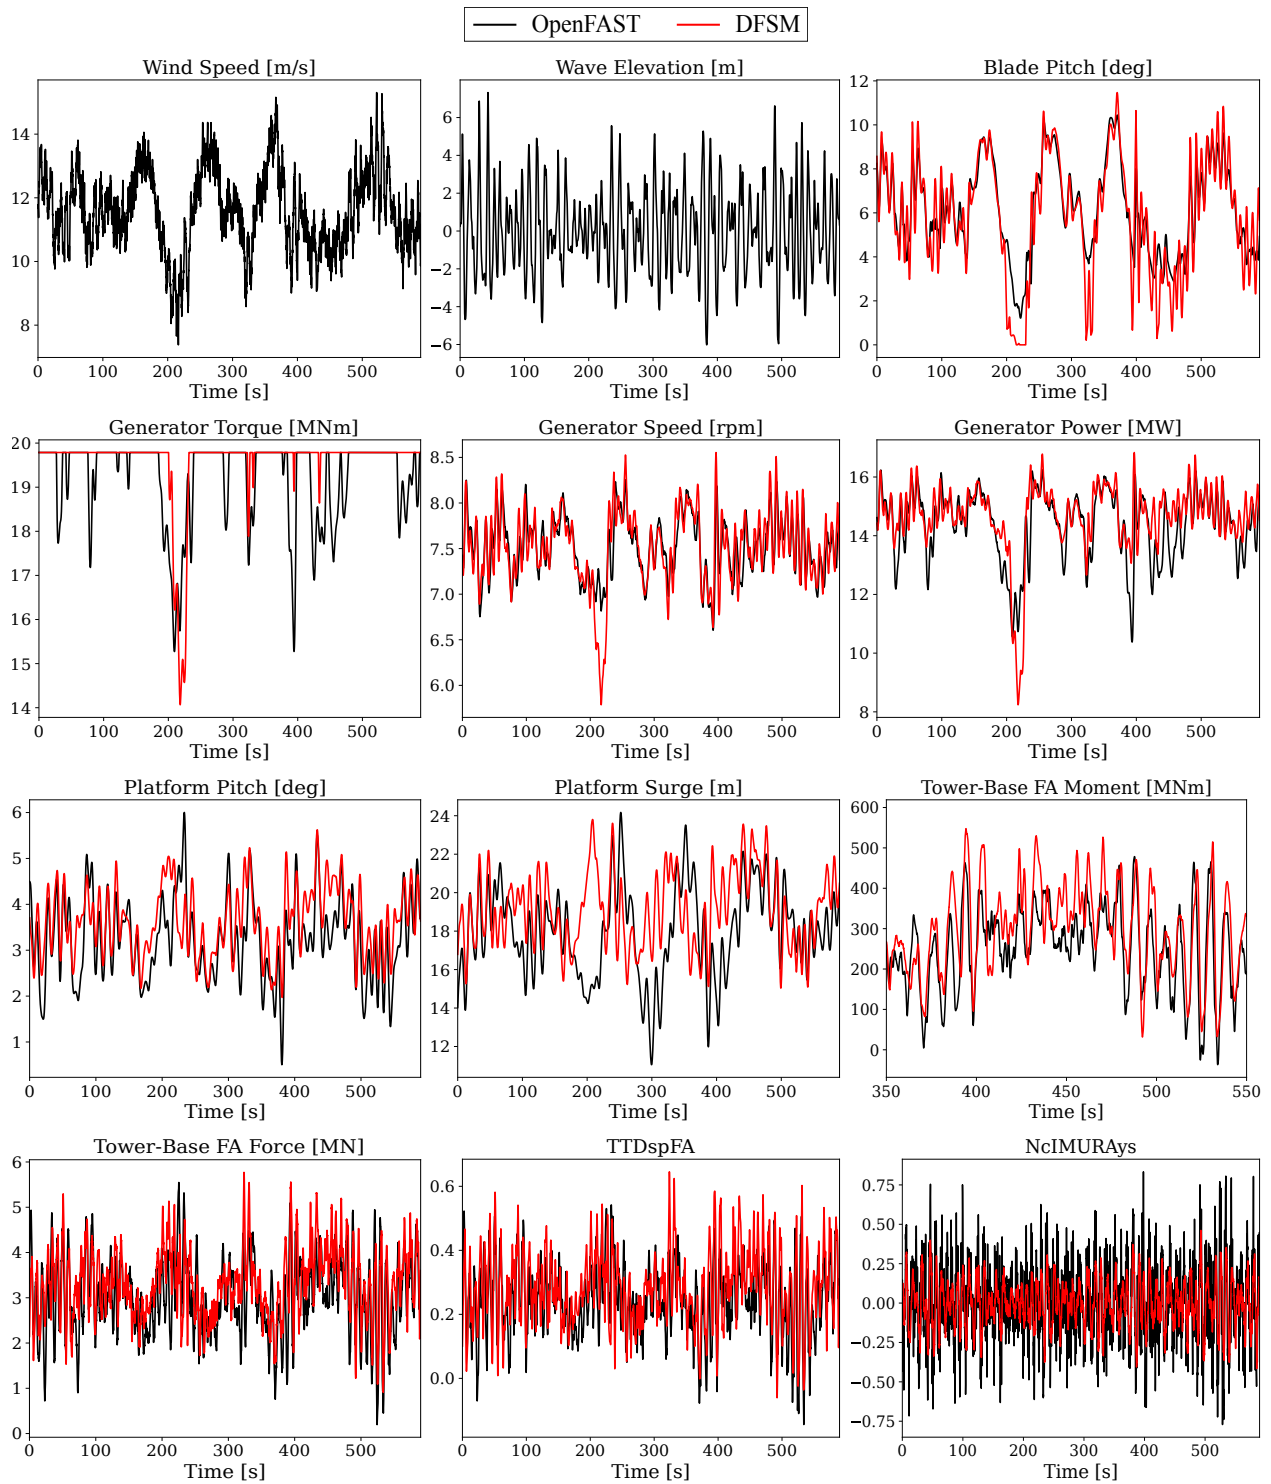 OpenFAST DFSM
Wind Speed [m/s]
14
12
10
8
0 100 200 300 400 500
Time [s]
Wave Elevation [m]
6
4
2
0
−2
−4
−6
0 100 200 300 400 500
Time [s]
Blade Pitch [deg]
12
10
8
6
4
2
0
0 100 200 300 400 500
Time [s]
Generator Torque [MNm]
20
19
18
17
16
15
14
0 100 200 300 400 500
Time [s]
Generator Speed [rpm]
8.5
8.0
7.5
7.0
6.5
6.0
0 100 200 300 400 500
Time [s]
Generator Power [MW]
16
14
12
10
8
0 100 200 300 400 500
Time [s]
Platform Pitch [deg]
6
5
4
3
2
1
0 100 200 300 400 500
Time [s]
Platform Surge [m]
24
22
20
18
16
14
12
0 100 200 300 400 500
Time [s]
Tower-Base FA Moment [MNm]
600
500
400
300
200
100
0
350 400 450 500 550
Time [s]
Tower-Base FA Force [MN]
6
5
4
3
2
1
0
0 100 200 300 400 500
Time [s]
TTDspFA
0.6
0.4
0.2
0.0
0 100 200 300 400 500
Time [s]
NcIMURAys
0.75
0.50
0.25
0.00
−0.25
−0.50
−0.75
0 100 200 300 400 500
Time [s]